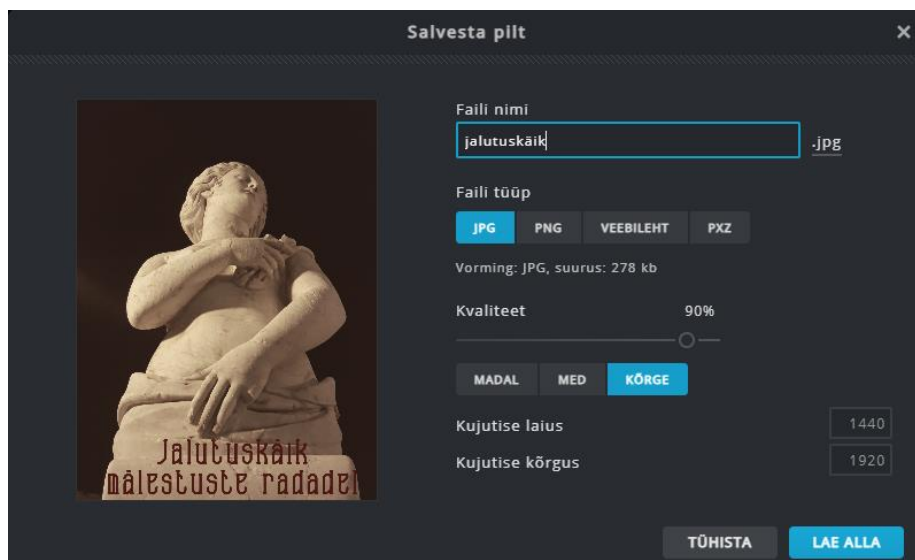 Salvesta pilt
×
Jalutuskäik
mälestuste radadel
Faili nimi
jalutuskäik
.jpg
Faili tüüp
JPG PNG VEEBILEHT PXZ
Vorming: JPG, suurus: 278 kb
Kvaliteet 90%
MADAL MED KÕRGE
Kujutise laius 1440
Kujutise kõrgus 1920
TÜHISTA LAE ALLA